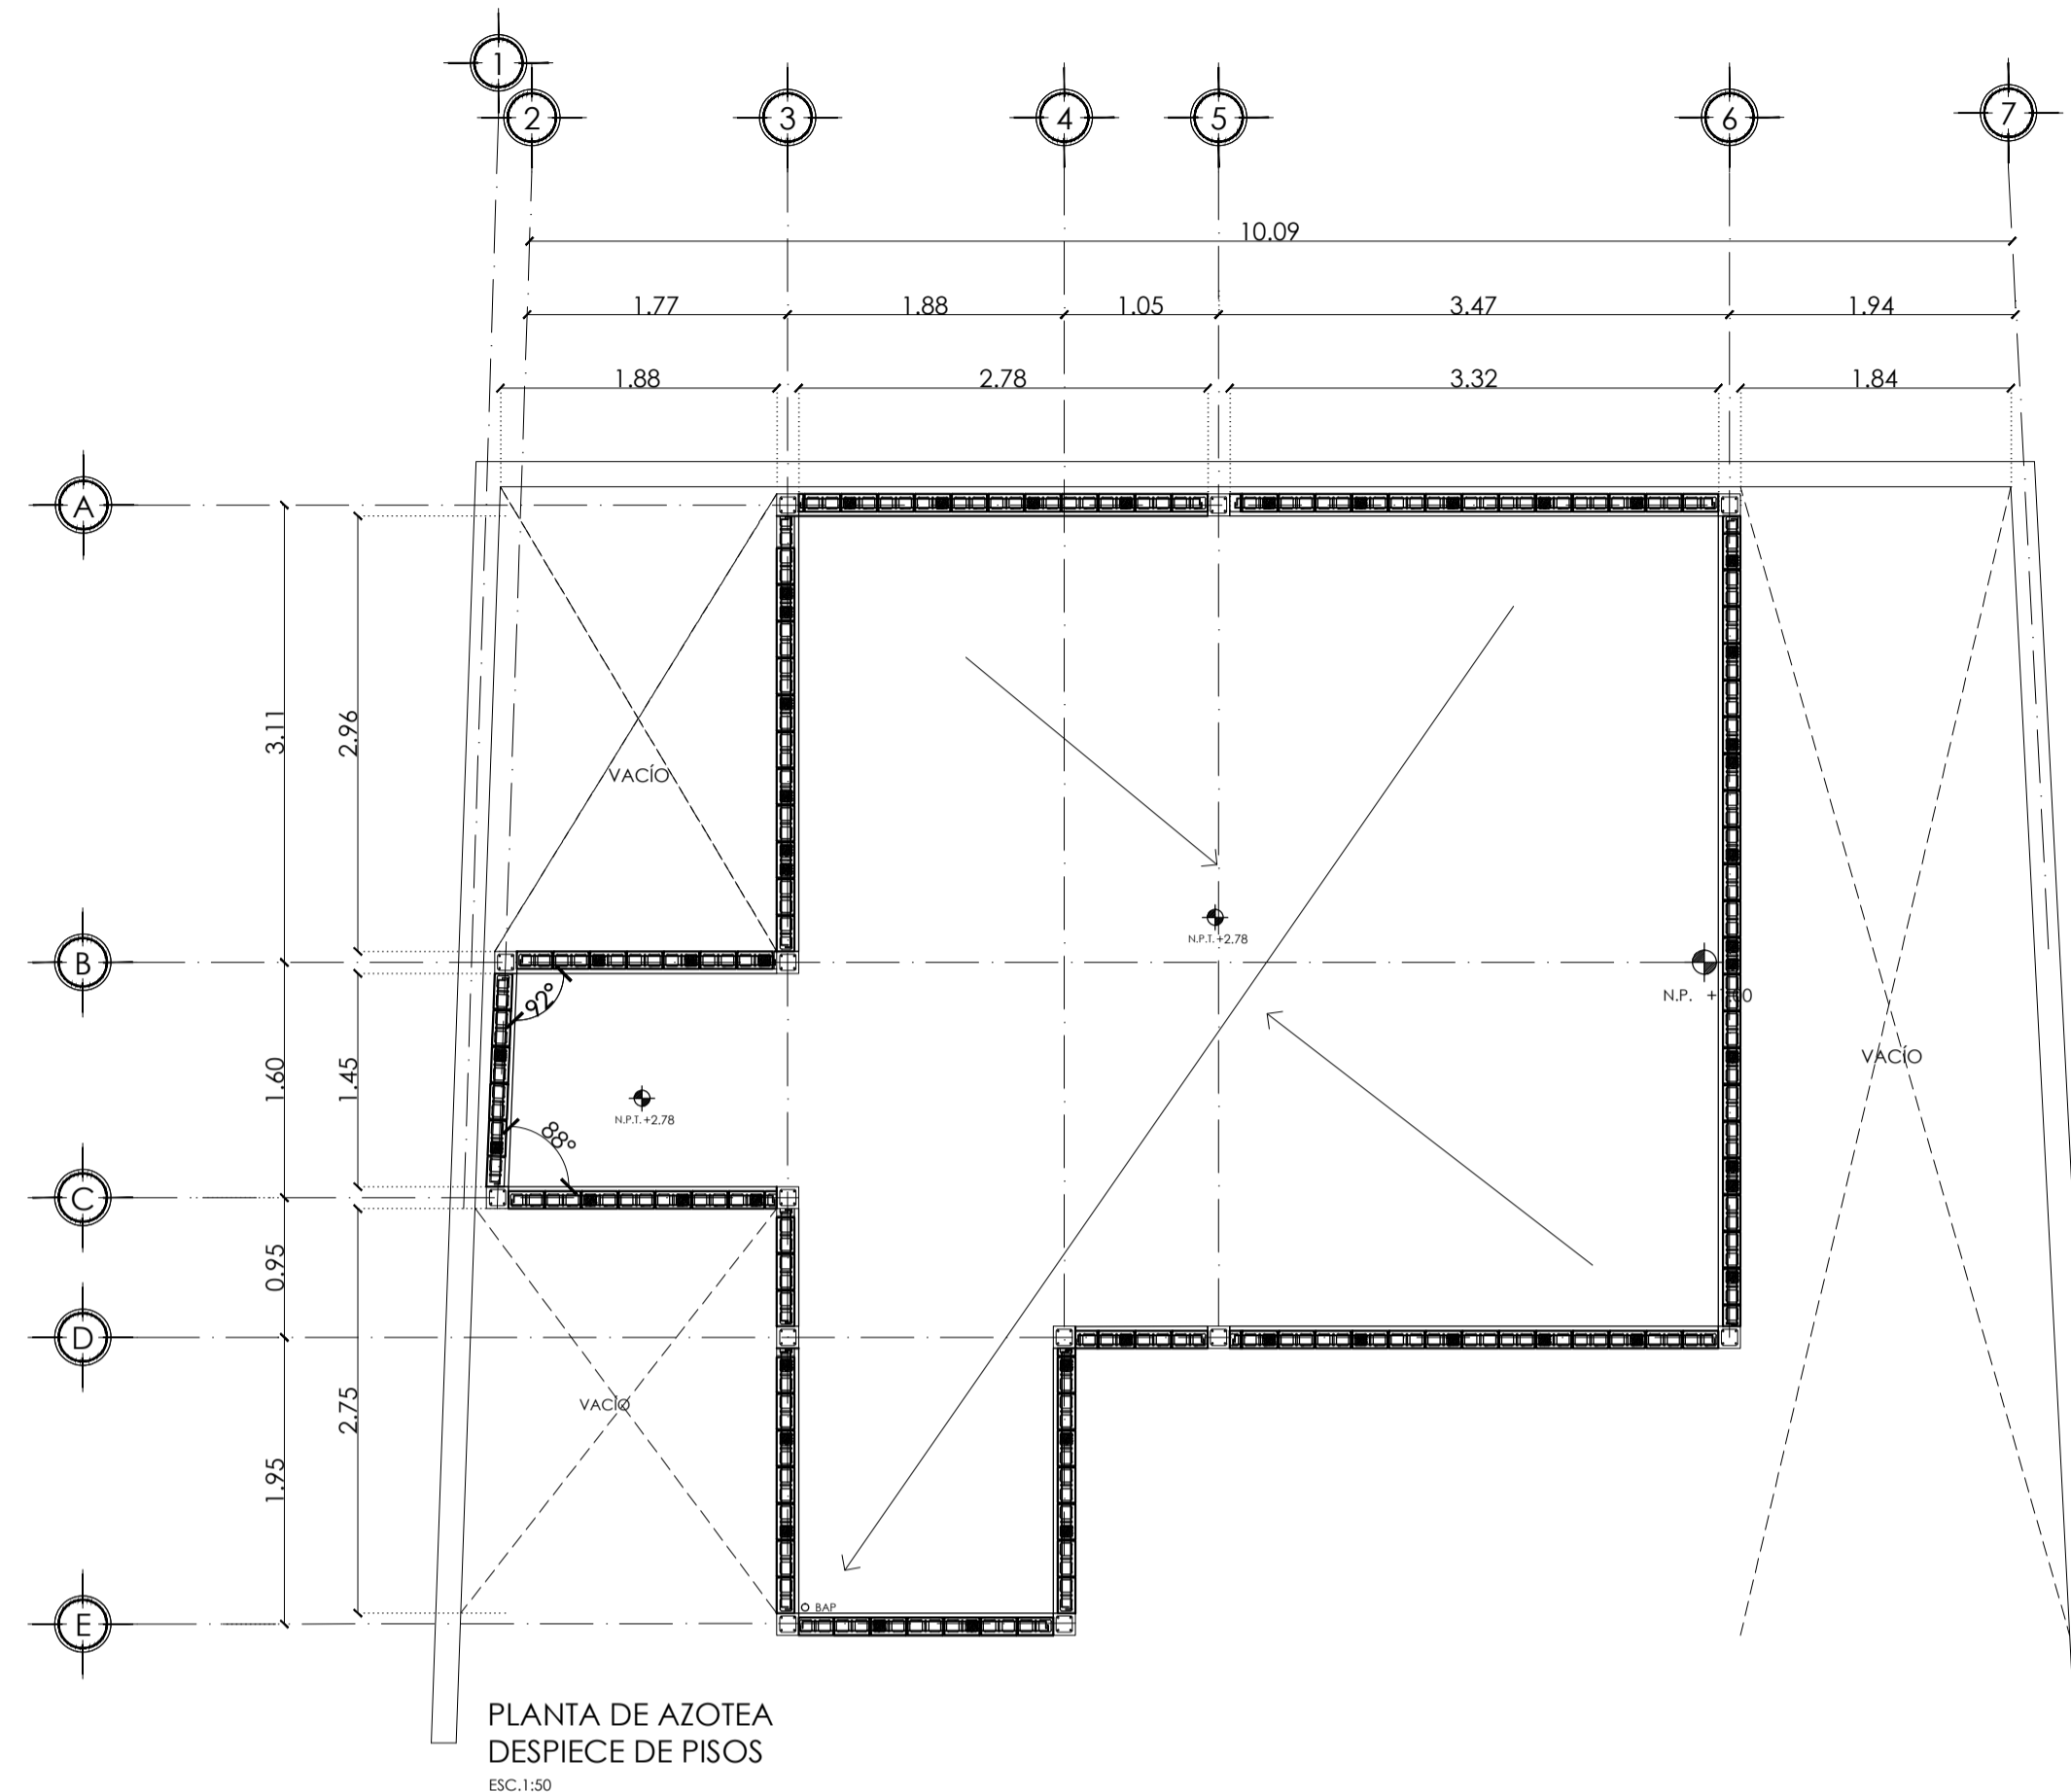 1
2
3
4
5
6
7
10.09
1.77
1.88
1.05
3.47
1.94
1.88
2.78
3.32
1.84
A
3.11
2.96
VACÍO
N.P.T.+2.78
B
92°
N.P.
VACÍO
1.60
1.45
N.P.T.+2.78
88°
C
0.95
D
VACÍO
2.75
1.95
BAP
E
PLANTA DE AZOTEA
DESPIECE DE PISOS
ESC.1:50